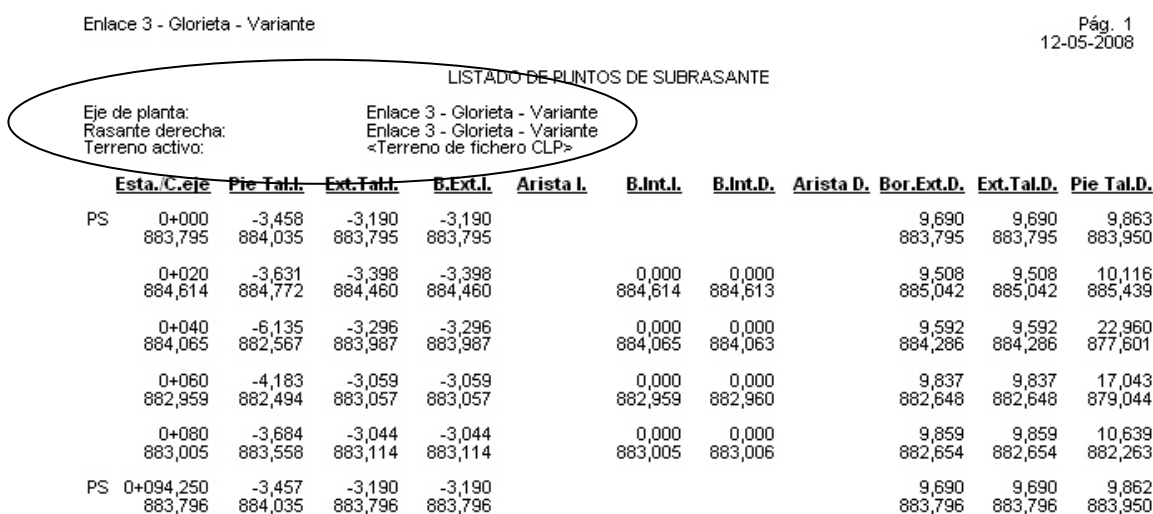 Enlace 3 - Glorieta - Variante Pág. 1
12-05-2008
LISTADO DE PUNTOS DE SUBRASANTE
Eje de planta: Enlace 3 - Glorieta - Variante
Rasante derecha: Enlace 3 - Glorieta - Variante
Terreno activo: <Terreno de fichero CLP>
Esta./C.eje Pie Tal.I. Ext.Tal.I. B.Ext.I. Arista I. B.Int.I. B.Int.D. Arista D. Bor.Ext.D. Ext.Tal.D. Pie Tal.D.
PS 0+000 -3,458 -3,190 -3,190 9,690 9,690 9,863
883,795 884,035 883,795 883,795 883,795 883,795 883,950
0+020 -3,631 -3,398 -3,398 0,000 0,000 9,508 9,508 10,116
884,614 884,772 884,460 884,460 884,614 884,613 885,042 885,042 885,439
0+040 -6,135 -3,296 -3,296 0,000 0,000 9,592 9,592 22,960
884,065 882,567 883,987 883,987 884,065 884,063 884,286 884,286 877,601
0+060 -4,183 -3,059 -3,059 0,000 0,000 9,837 9,837 17,043
882,959 882,494 883,057 883,057 882,959 882,960 882,648 882,648 879,044
0+080 -3,684 -3,044 -3,044 0,000 0,000 9,859 9,859 10,639
883,005 883,558 883,114 883,114 883,005 883,006 882,654 882,654 882,263
PS 0+094,250 -3,457 -3,190 -3,190 9,690 9,690 9,862
883,796 884,035 883,796 883,796 883,796 883,796 883,950